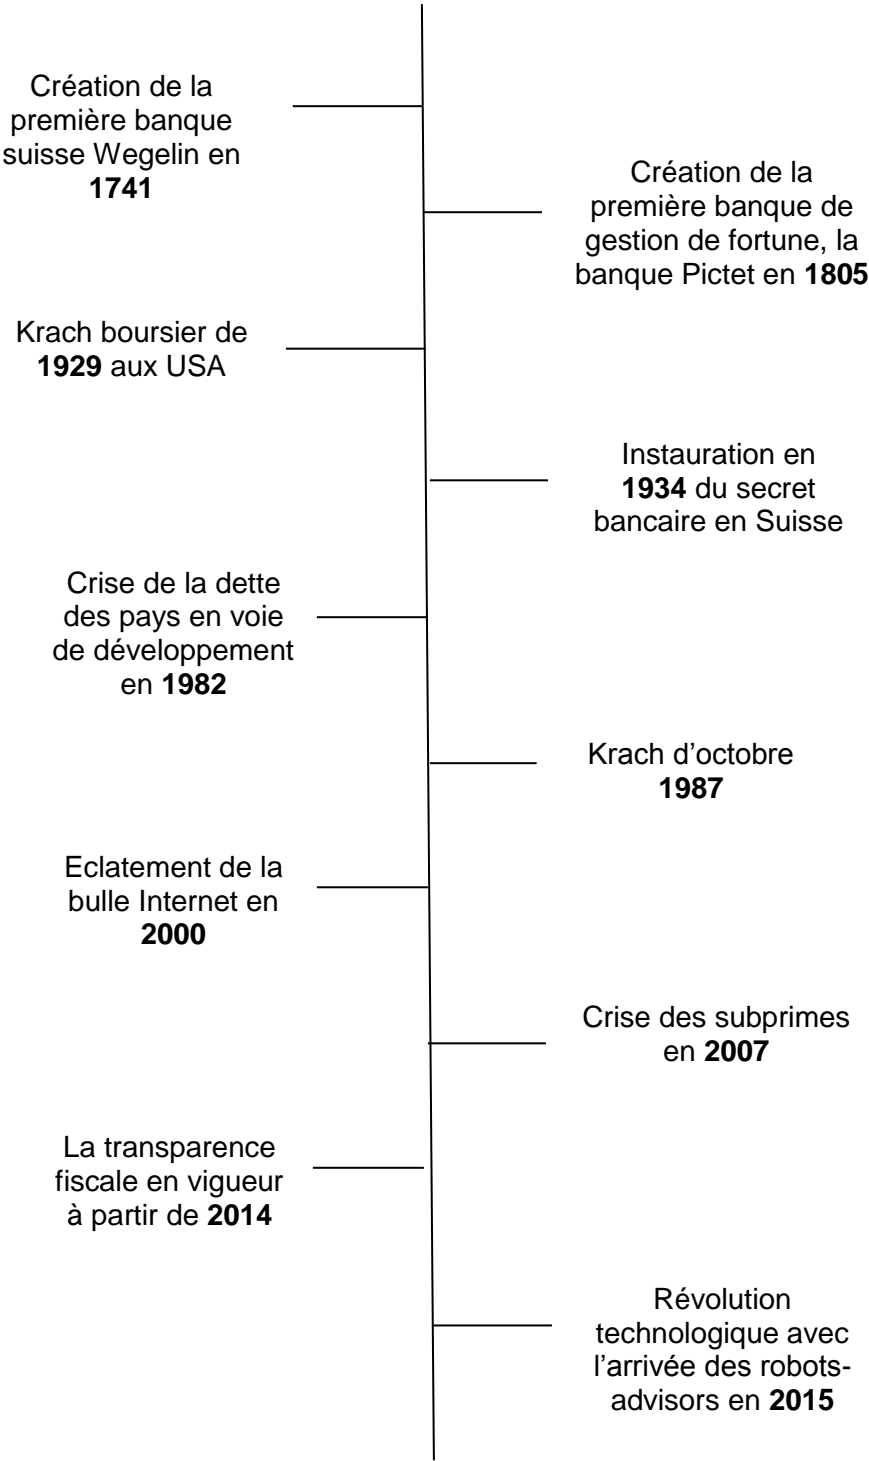 Création de la
première banque
suisse Wegelin en
1741
Création de la
première banque de
gestion de fortune, la
banque Pictet en 1805
Krach boursier de
1929 aux USA
Instauration en
1934 du secret
bancaire en Suisse
Crise de la dette
des pays en voie
de développement
en 1982
Krach d’octobre
1987
Eclatement de la
bulle Internet en
2000
Crise des subprimes
en 2007
La transparence
fiscale en vigueur
à partir de 2014
Révolution
technologique avec
l’arrivée des robots-
advisors en 2015